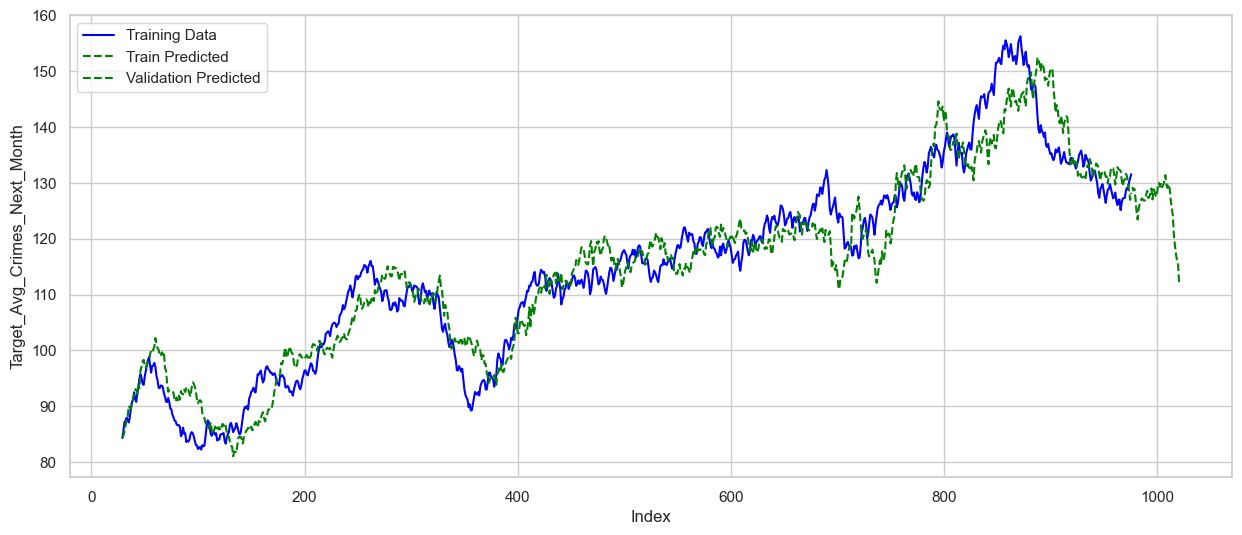 Training Data
Train Predicted
Validation Predicted
Target_Avg_Crimes_Next_Month
160
150
140
130
120
110
100
90
80
0 200 400 600 800 1000
Index